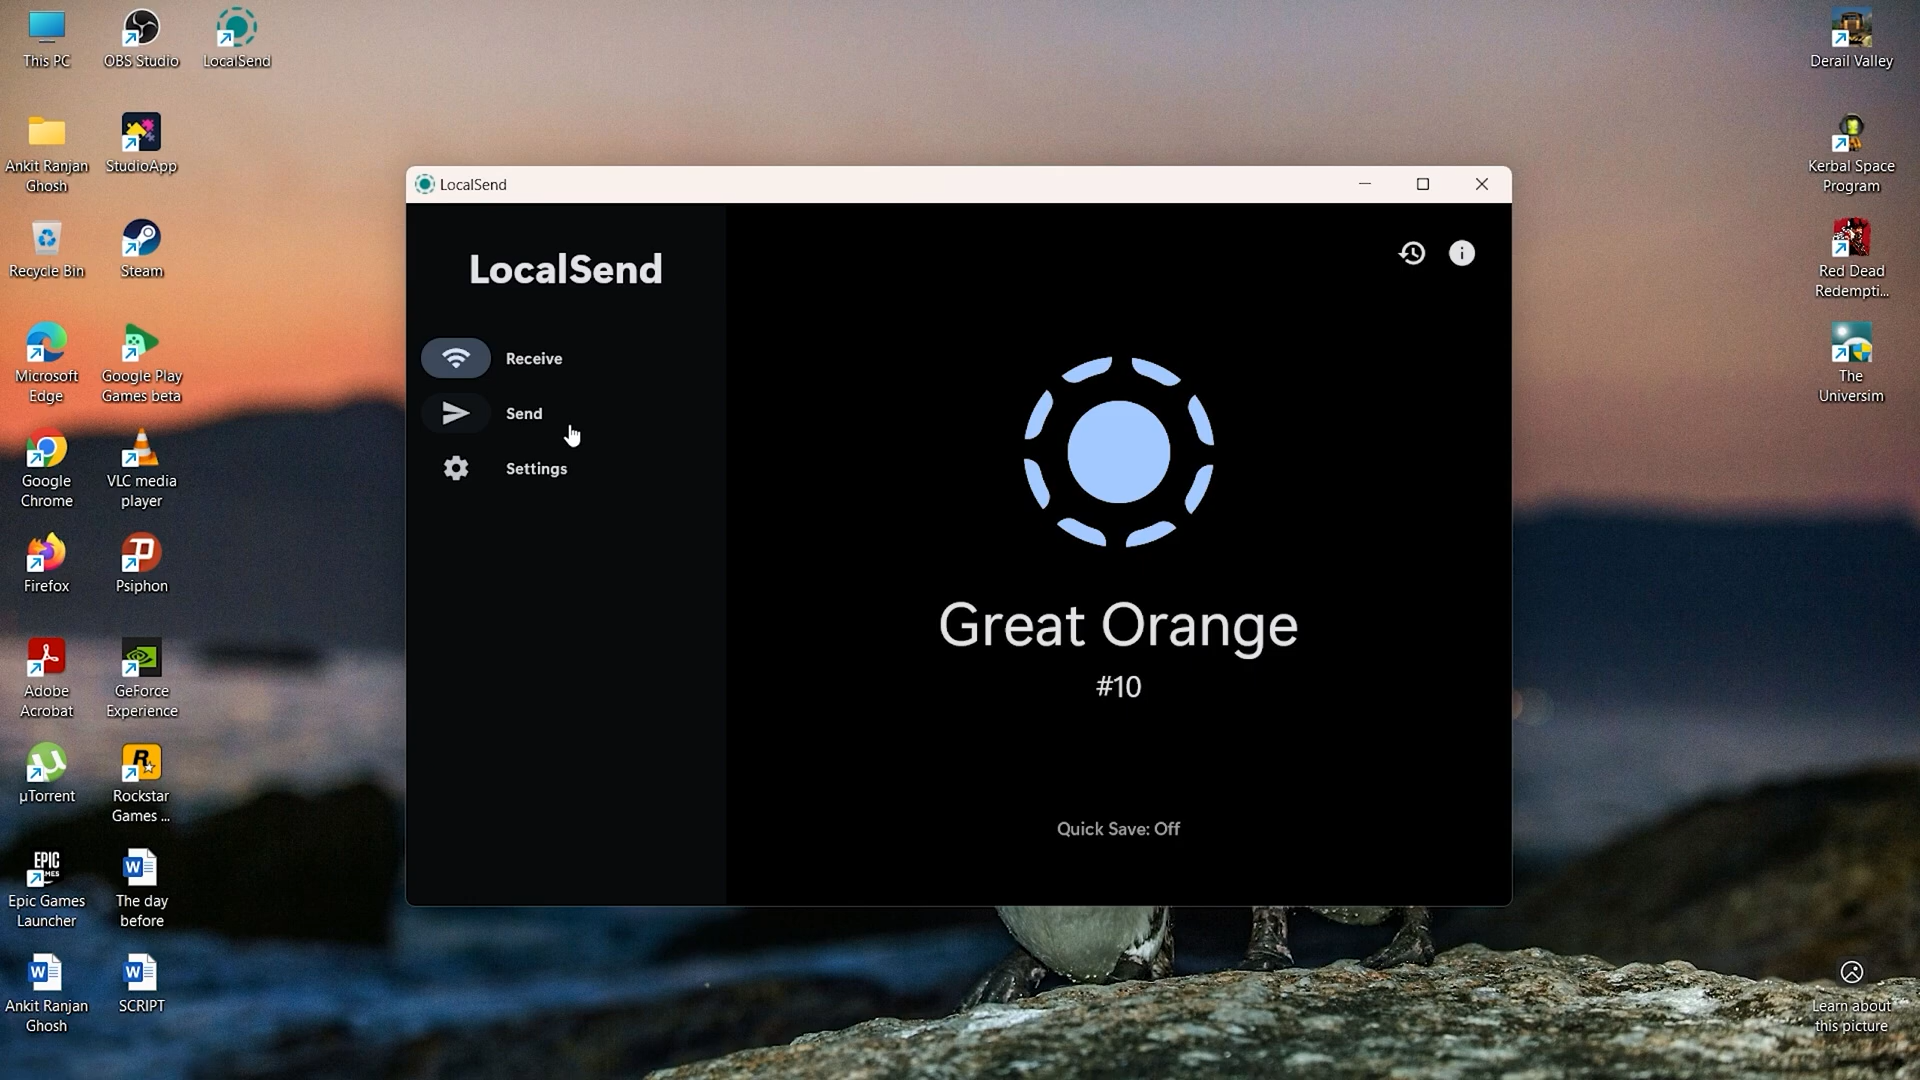 This PC
OBS Studio
LocalSend
Ankit Ranjan
Ghosh
StudioApp
Recycle Bin
Steam
Microsoft
Edge
Google Play
Games beta
Google
Chrome
VLC media
player
Firefox
Psiphon
Adobe
Acrobat
GeForce
Experience
µTorrent
Rockstar
Games ...
EPIC
GAMES
Epic Games
Launcher
The day
before
Ankit Ranjan
Ghosh
SCRIPT
LocalSend
LocalSend
Receive
Send
Settings
Great Orange
#10
Quick Save: Off
Derail Valley
Kerbal Space
Program
Red Dead
Redempti...
The
Universim
Learn about
this picture